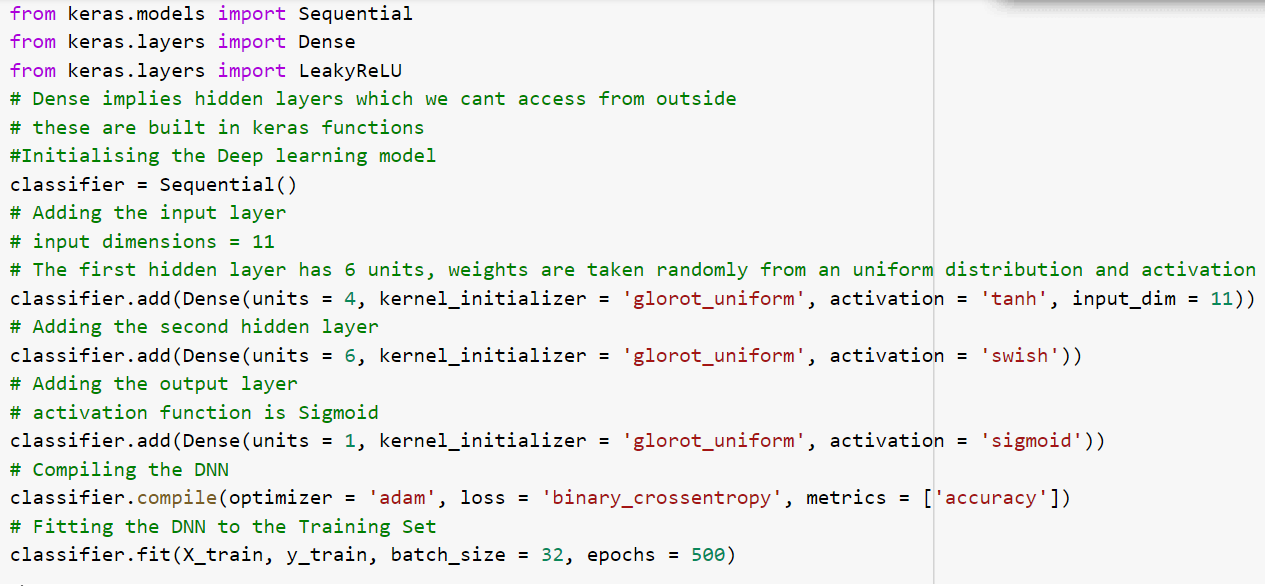 from keras.models import Sequential
from keras.layers import Dense
from keras.layers import LeakyReLU
# Dense implies hidden layers which we cant access from outside
# these are built in keras functions
#Initialising the Deep learning model
classifier = Sequential()
# Adding the input layer
# input dimensions = 11
# The first hidden layer has 6 units, weights are taken randomly from an uniform distribution and activation
classifier.add(Dense(units = 4, kernel_initializer = 'glorot_uniform', activation = 'tanh', input_dim = 11))
# Adding the second hidden layer
classifier.add(Dense(units = 6, kernel_initializer = 'glorot_uniform', activation = 'swish'))
# Adding the output layer
# activation function is Sigmoid
classifier.add(Dense(units = 1, kernel_initializer = 'glorot_uniform', activation = 'sigmoid'))
# Compiling the DNN
classifier.compile(optimizer = 'adam', loss = 'binary_crossentropy', metrics = ['accuracy'])
# Fitting the DNN to the Training Set
classifier.fit(X_train, y_train, batch_size = 32, epochs = 500)